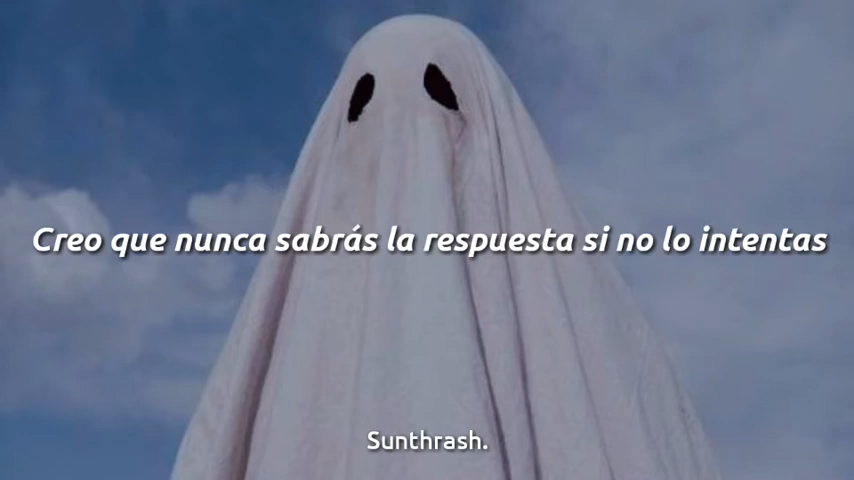 Creo que nunca sabrás la respuesta si no lo intentas
Sunthrash.